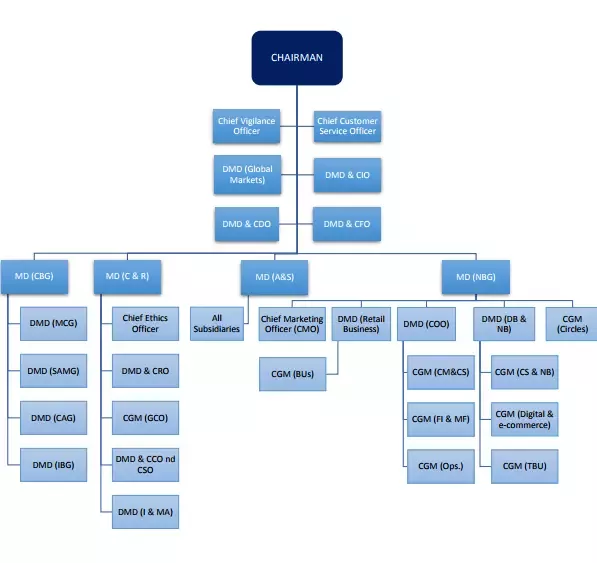 CHAIRMAN
Chief Vigilance
Officer
Chief Customer
Service Officer
DMD (Global
Markets)
DMD & CIO
DMD & CDO
DMD & CFO
MD (CBG)
MD (C & R)
MD (A&S)
MD (NBG)
DMD (MCG)
Chief Ethics
Officer
All
Subsidiaries
Chief Marketing
Officer (CMO)
DMD (Retail
Business)
DMD (COO)
DMD (DB &
NB)
CGM
(Circles)
DMD (SAMG)
DMD & CRO
CGM (BUs)
CGM (CM&CS)
CGM (CS & NB)
DMD (CAG)
CGM (GCO)
CGM (FI & MF)
CGM (Digital &
e-commerce)
DMD (IBG)
DMD & CCO nd
CSO
CGM (Ops.)
CGM (TBU)
DMD (I & MA)